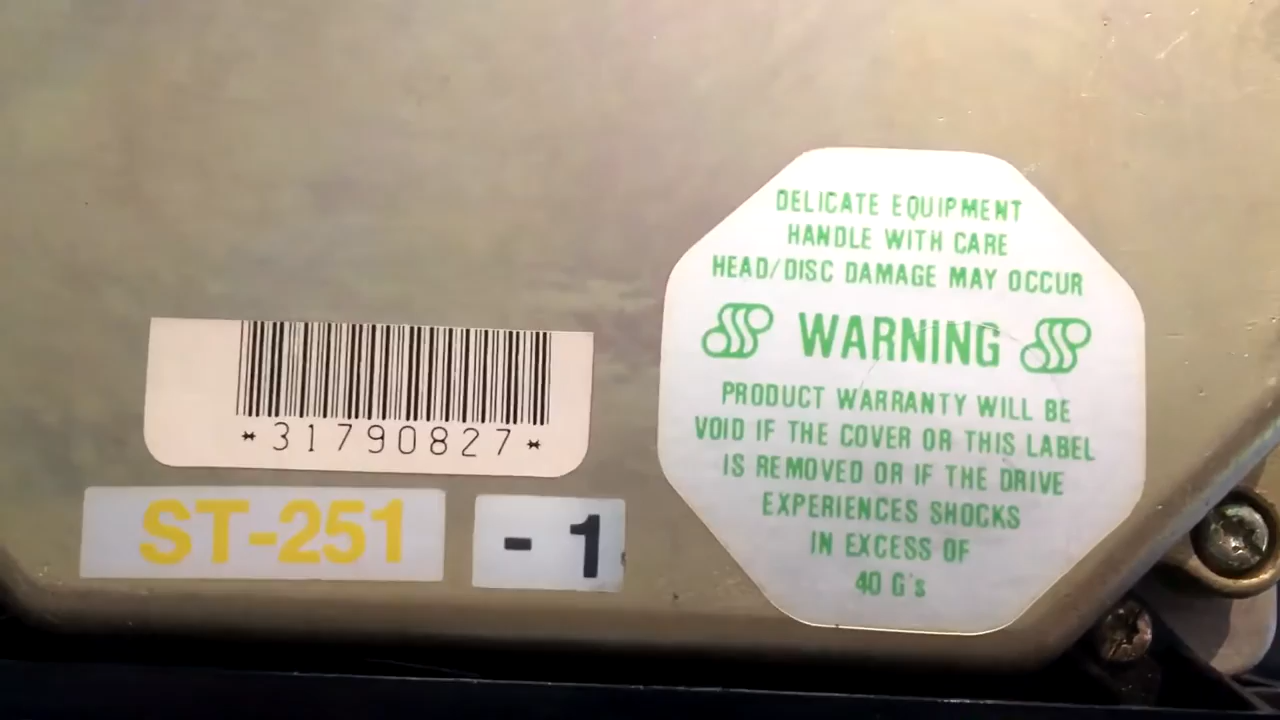 DELICATE EQUIPMENT
HANDLE WITH CARE
HEAD/DISC DAMAGE MAY OCCUR
WARNING
PRODUCT WARRANTY WILL BE
VOID IF THE COVER OR THIS LABEL
IS REMOVED OR IF THE DRIVE
EXPERIENCES SHOCKS
IN EXCESS OF
40 G's
*31790827*
ST-251
- 1